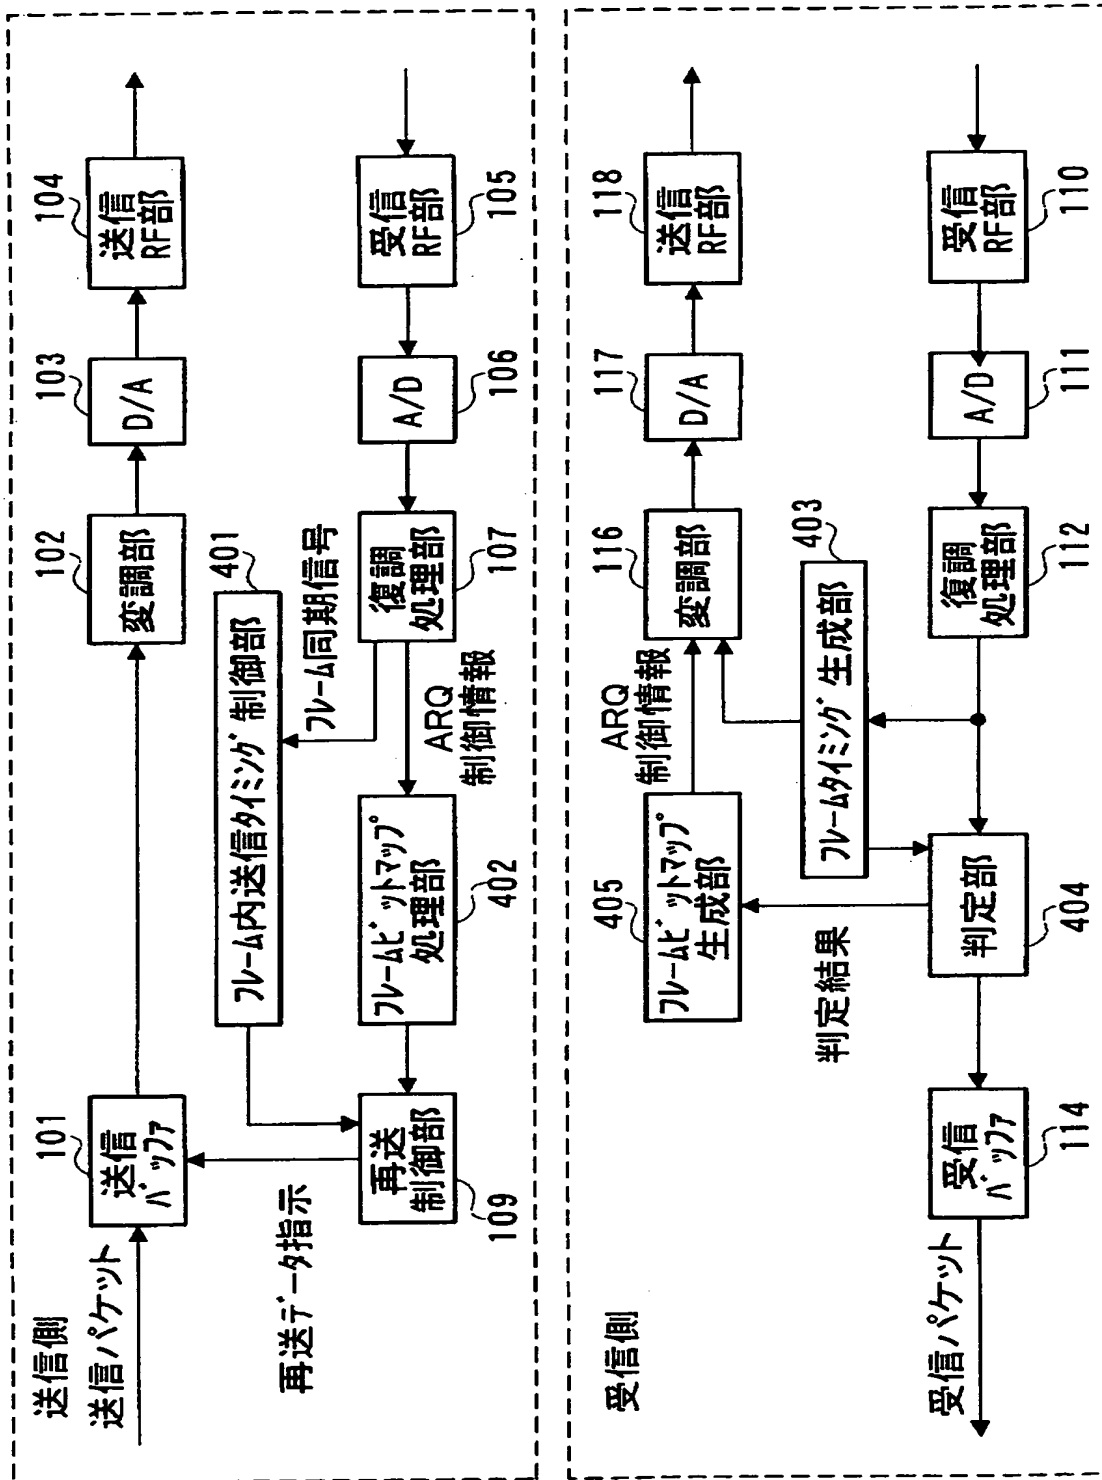 送信側
送信パケット
101
送信
バッファ
102
変調部
103
D/A
104
送信
RF部
401
フレーム内送信タイミング制御部
フレーム同期信号
再送データ指示
109
再送
制御部
402
フレームビットマップ
処理部
ARQ
制御情報
107
復調
処理部
106
A/D
105
受信
RF部
受信側
405
フレームビットマップ
生成部
ARQ
制御情報
116
変調部
117
D/A
118
送信
RF部
403
フレームタイミング生成部
判定結果
受信パケット
114
受信
バッファ
404
判定部
112
復調
処理部
111
A/D
110
受信
RF部